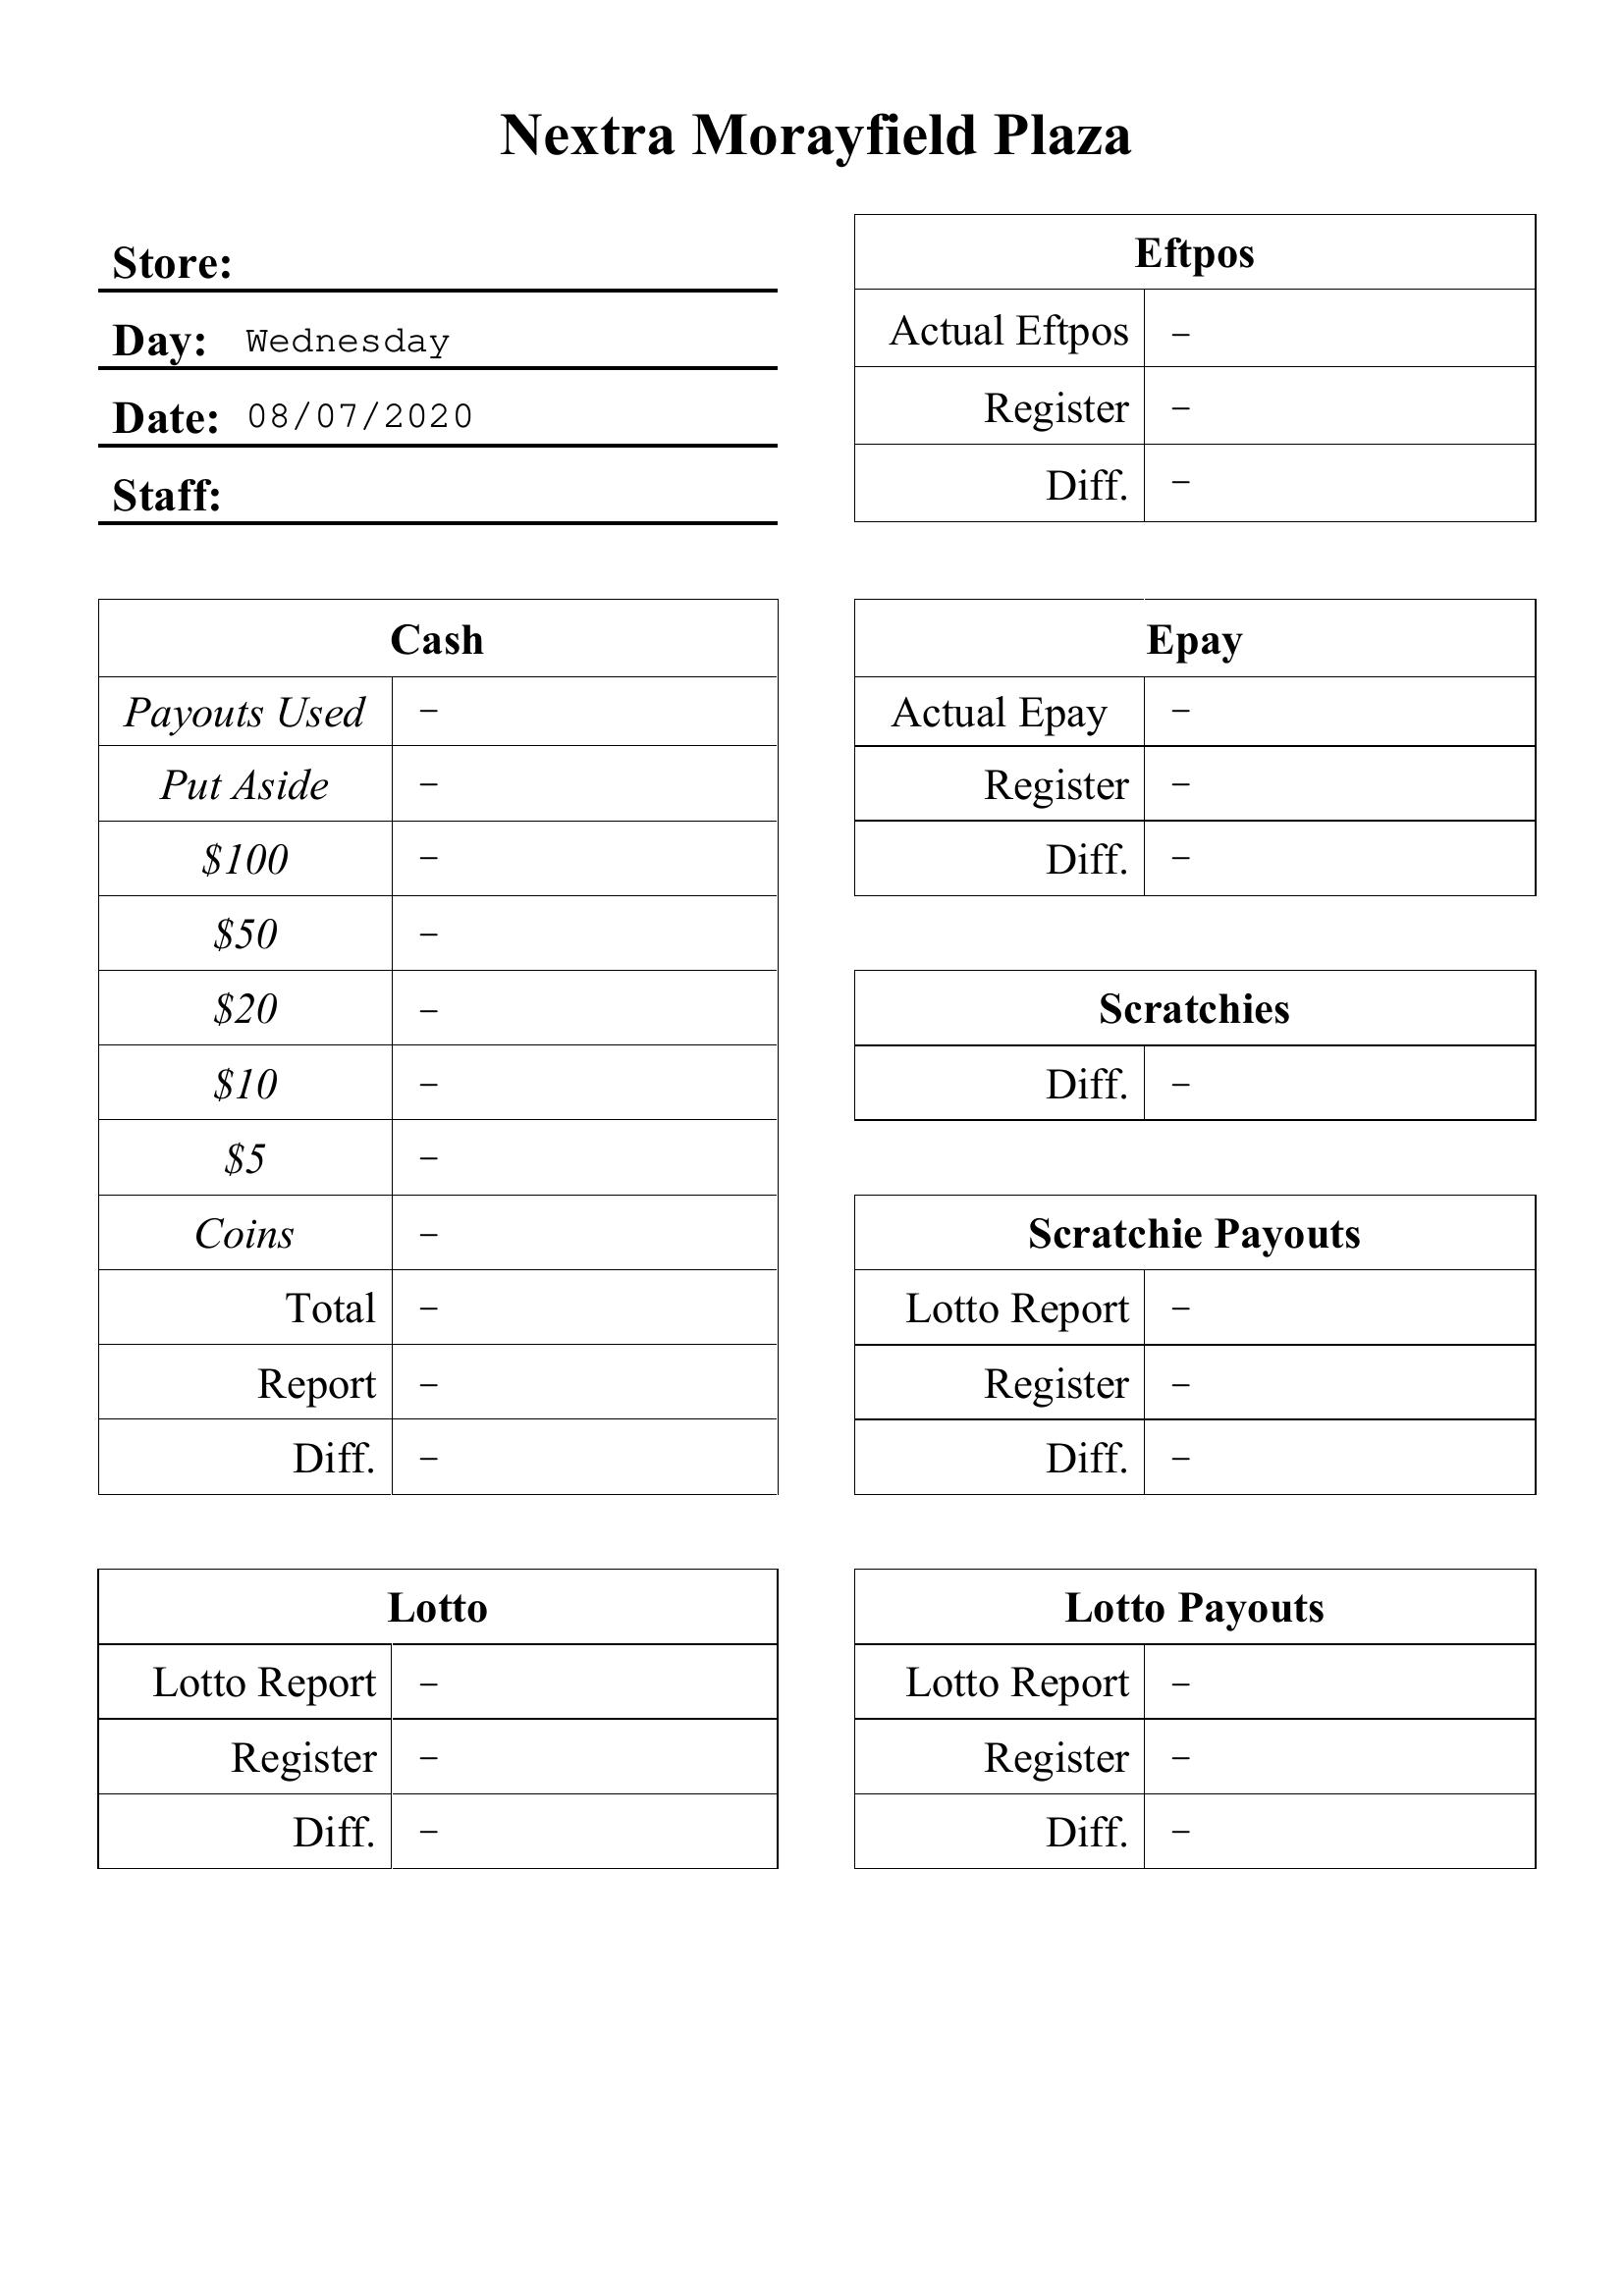 Nextra Morayfield Plaza
Store:
Day: Wednesday
Date: 08/07/2020
Staff:
Eftpos
Actual Eftpos –
Register –
Diff. –
Cash
Payouts Used –
Put Aside –
$100 –
$50 –
$20 –
$10 –
$5 –
Coins –
Total –
Report –
Diff. –
Epay
Actual Epay –
Register –
Diff. –
Scratchies
Diff. –
Scratchie Payouts
Lotto Report –
Register –
Diff. –
Lotto
Lotto Report –
Register –
Diff. –
Lotto Payouts
Lotto Report –
Register –
Diff. –